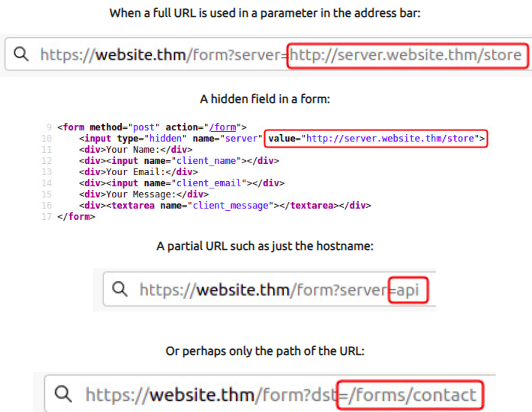 When a full URL is used in a parameter in the address bar:
https://website.thm/form?server=http://server.website.thm/store
A hidden field in a form:
9 <form method="post" action="/form">
10 <input type="hidden" name="server" value="http://server.website.thm/store">
11 <div>Your Name:</div>
12 <div><input name="client_name"></div>
13 <div>Your Email:</div>
14 <div><input name="client_email"></div>
15 <div>Your Message:</div>
16 <div><textarea name="client_message"></textarea></div>
17 </form>
A partial URL such as just the hostname:
https://website.thm/form?server=api
Or perhaps only the path of the URL:
https://website.thm/form?dst=/forms/contact